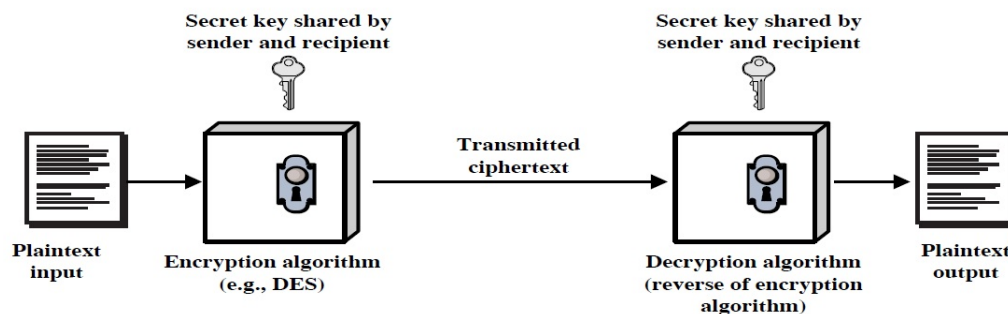 Secret key shared by
sender and recipient
Secret key shared by
sender and recipient
Transmitted
ciphertext
Plaintext
input
Encryption algorithm
(e.g., DES)
Decryption algorithm
(reverse of encryption
algorithm)
Plaintext
output